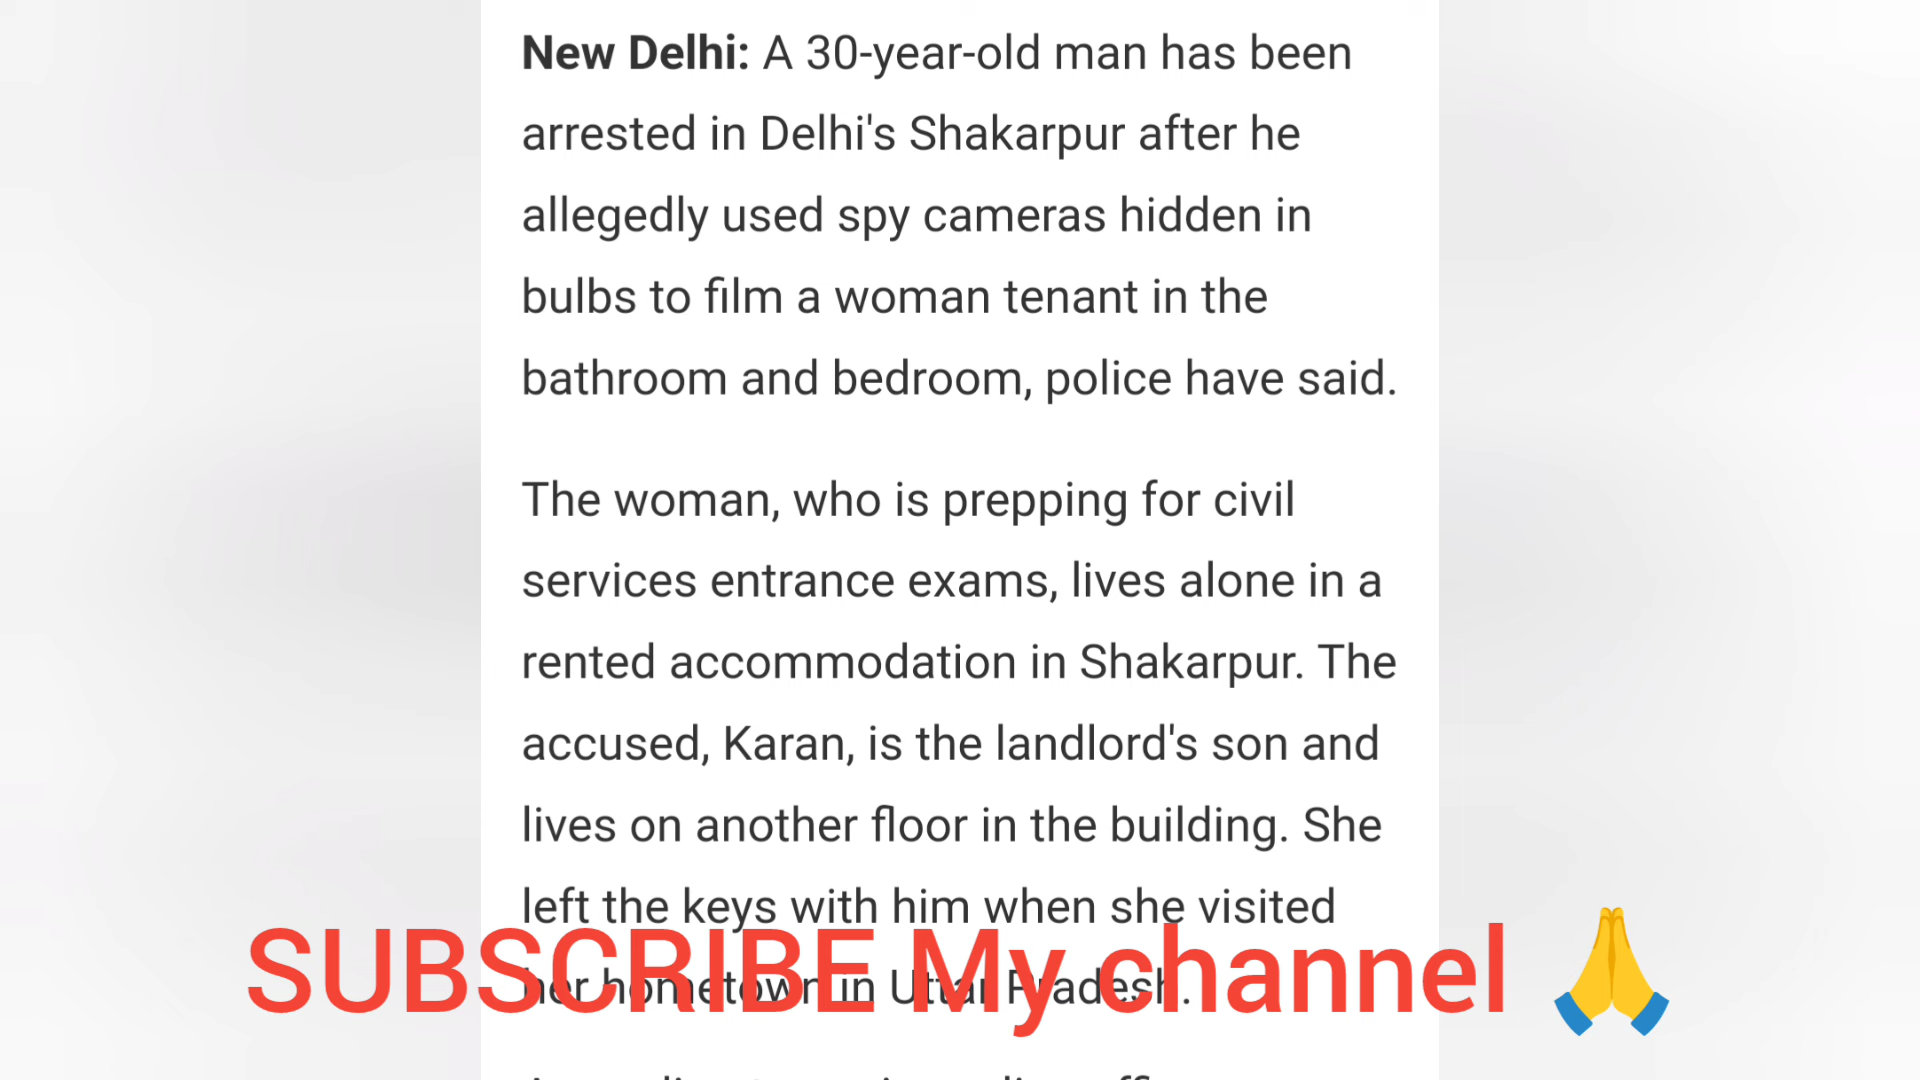 New Delhi: A 30-year-old man has been
arrested in Delhi's Shakarpur after he
allegedly used spy cameras hidden in
bulbs to film a woman tenant in the
bathroom and bedroom, police have said.
The woman, who is prepping for civil
services entrance exams, lives alone in a
rented accommodation in Shakarpur. The
accused, Karan, is the landlord's son and
lives on another floor in the building. She
left the keys with him when she visited
her hometown in Uttar Pradesh.
SUBSCRIBE My channel 🙏